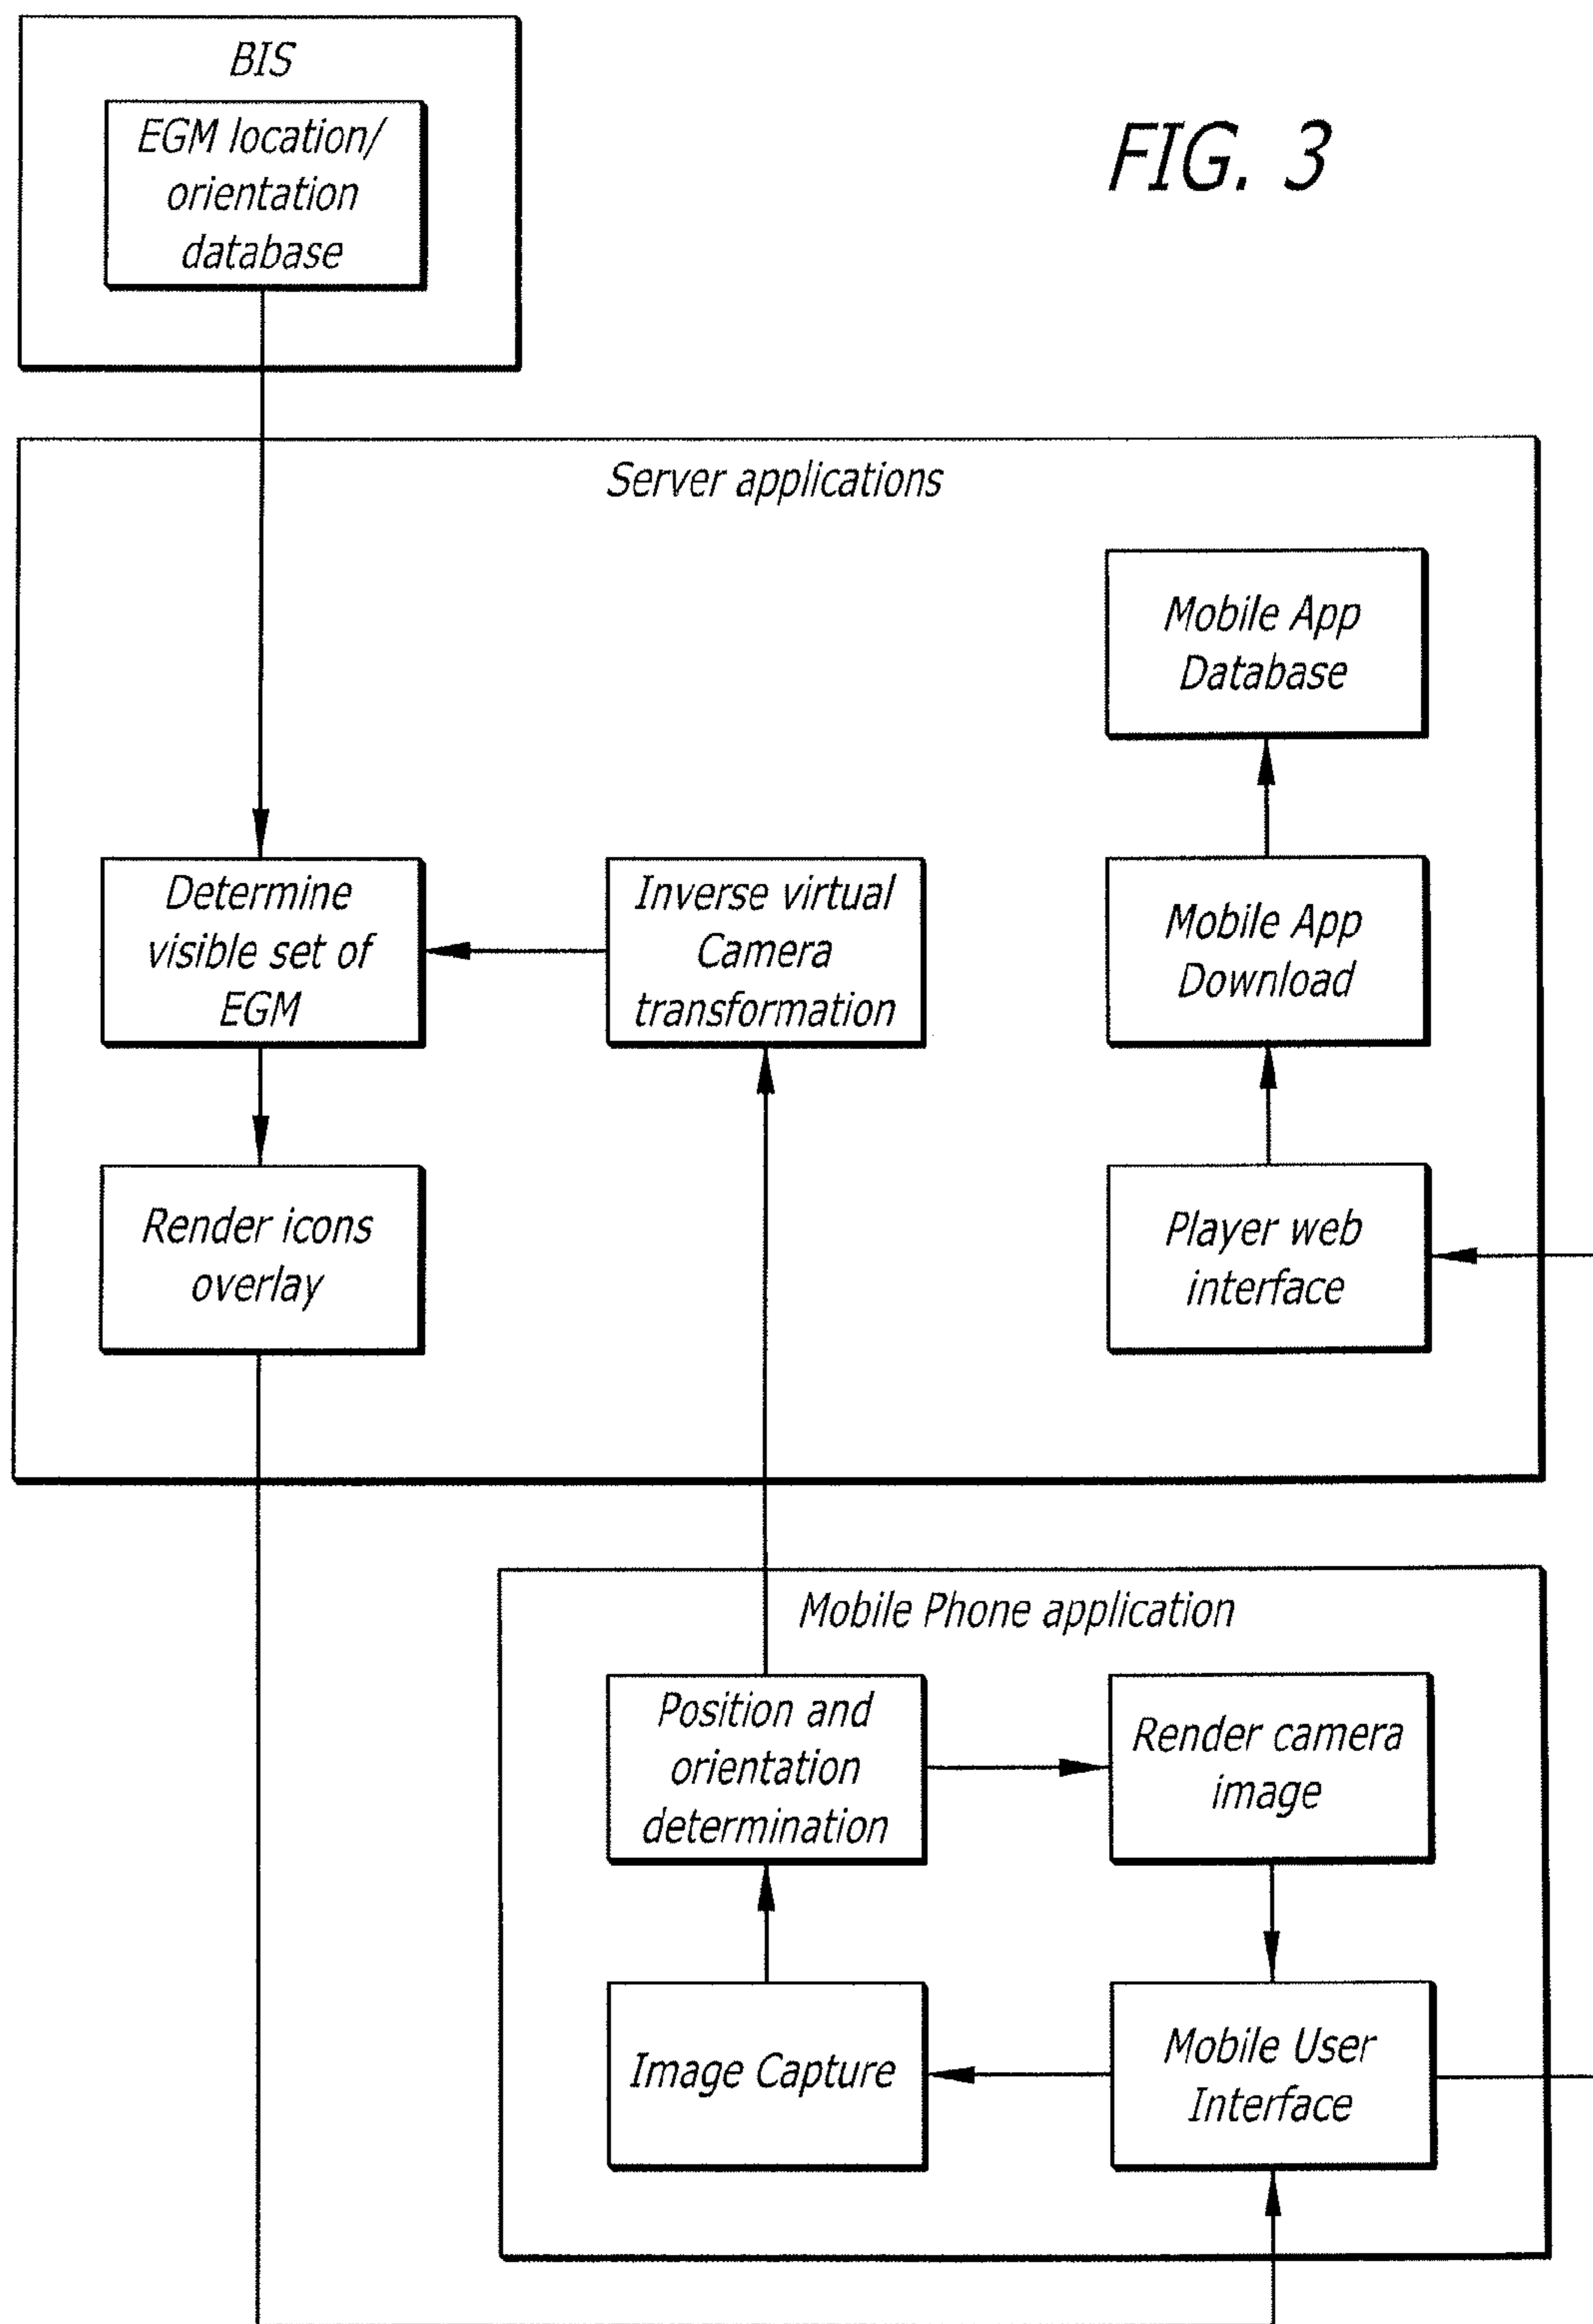 BIS
EGM location/
orientation
database
FIG. 3
Server applications
Mobile App
Database
Determine
visible set of
EGM
Inverse virtual
Camera
transformation
Mobile App
Download
Render icons
overlay
Player web
interface
Mobile Phone application
Position and
orientation
determination
Render camera
image
Image Capture
Mobile User
Interface